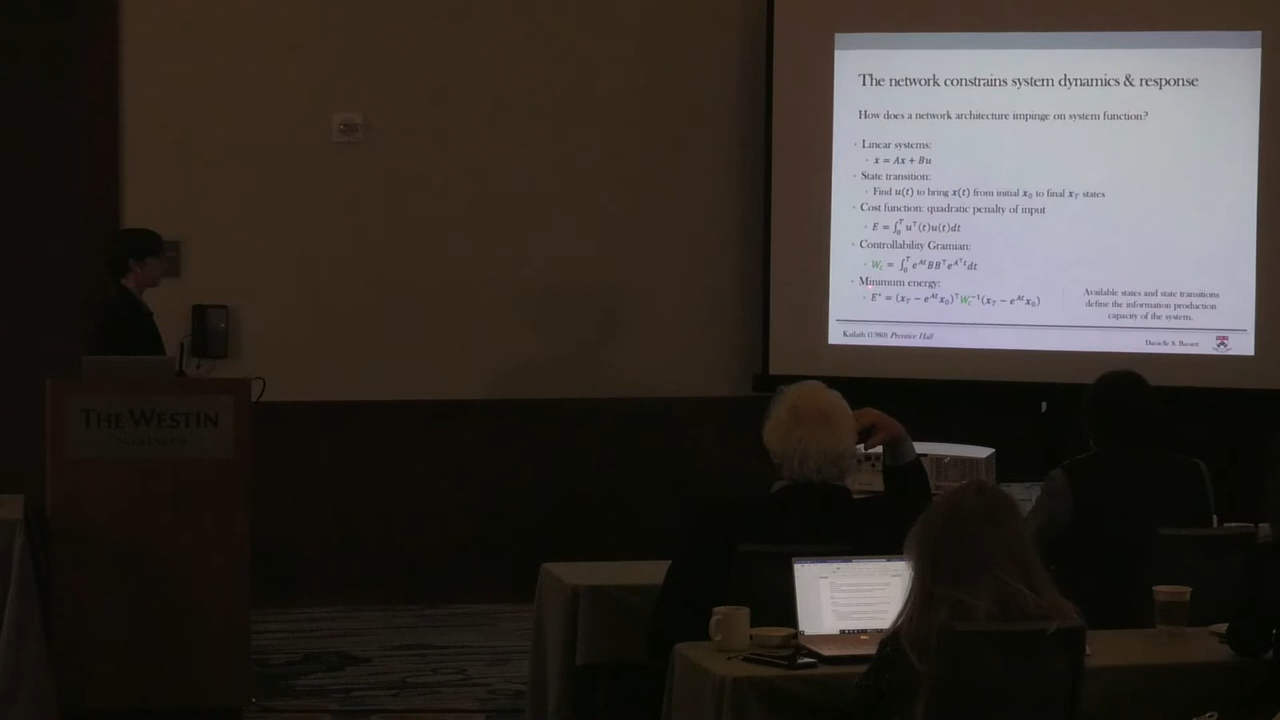 The network constrains system dynamics & response
How does a network architecture impinge on system function?
• Linear systems:
• ẋ = Ax + Bu
• State transition:
• Find u(t) to bring x(t) from initial x₀ to final x_T states
• Cost function: quadratic penalty of input
• E = ∫₀ᵀ uᵀ(t)u(t)dt
• Controllability Gramian:
• W_c = ∫₀ᵀ e^{At}BBᵀe^{Aᵀt}dt
• Minimum energy:
• E* = (x_T − e^{At}x₀)ᵀW_c⁻¹(x_T − e^{At}x₀)
Available states and state transitions
define the information production
capacity of the system.
Kailath (1980) Prentice Hall
Danielle S. Bassett
THE WESTIN
ALEXANDRIA